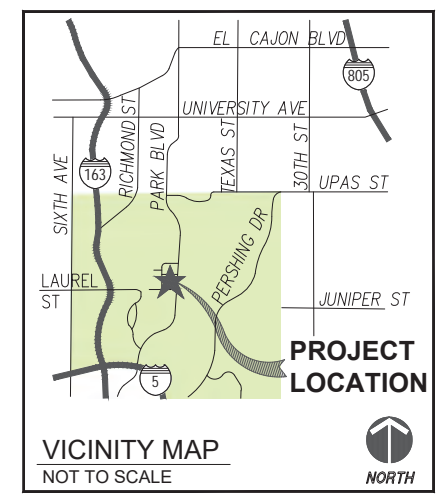 EL CAJON BLVD
805
UNIVERSITY AVE
RICHMOND ST
PARK BLVD
TEXAS ST
30TH ST
SIXTH AVE
163
UPAS ST
PERSHING DR
LAUREL
ST
JUNIPER ST
PROJECT
LOCATION
5
VICINITY MAP
NOT TO SCALE
NORTH